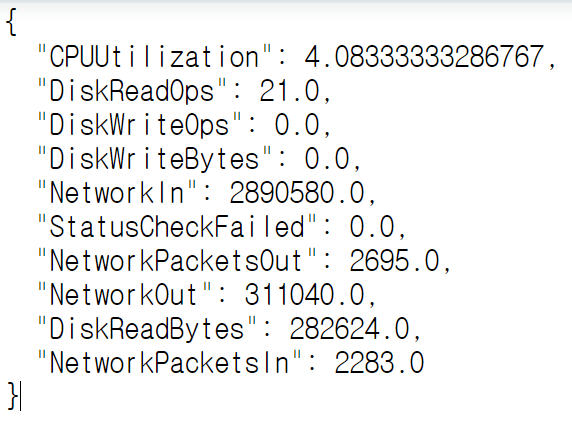 {
"CPUUtilization": 4.08333333286767,
"DiskReadOps": 21.0,
"DiskWriteOps": 0.0,
"DiskWriteBytes": 0.0,
"NetworkIn": 2890580.0,
"StatusCheckFailed": 0.0,
"NetworkPacketsOut": 2695.0,
"NetworkOut": 311040.0,
"DiskReadBytes": 282624.0,
"NetworkPacketsIn": 2283.0
}